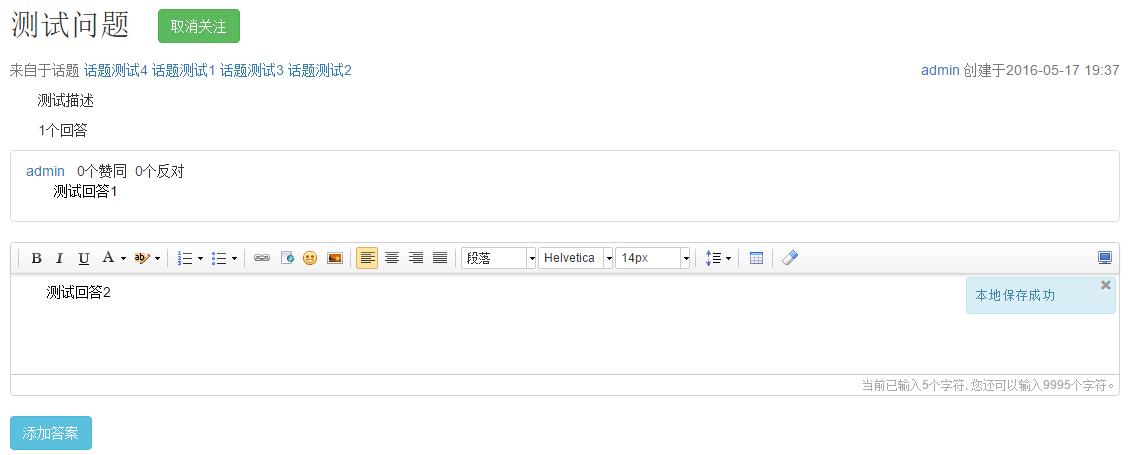 测试问题 取消关注
来自于话题 话题测试4 话题测试1 话题测试3 话题测试2 admin 创建于2016-05-17 19:37
测试描述
1个回答
admin 0个赞同 0个反对
测试回答1
B I U A ab 段落 Helvetica 14px
测试回答2
本地保存成功
当前已输入5个字符, 您还可以输入9995个字符。
添加答案